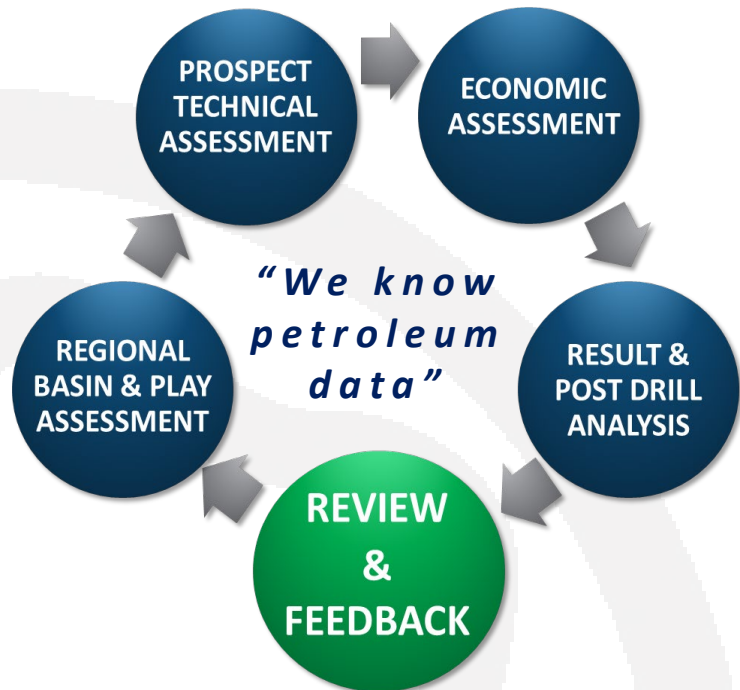 PROSPECT
TECHNICAL
ASSESSMENT
ECONOMIC
ASSESSMENT
“We know
petroleum
data”
REGIONAL
BASIN & PLAY
ASSESSMENT
RESULT &
POST DRILL
ANALYSIS
REVIEW
&
FEEDBACK